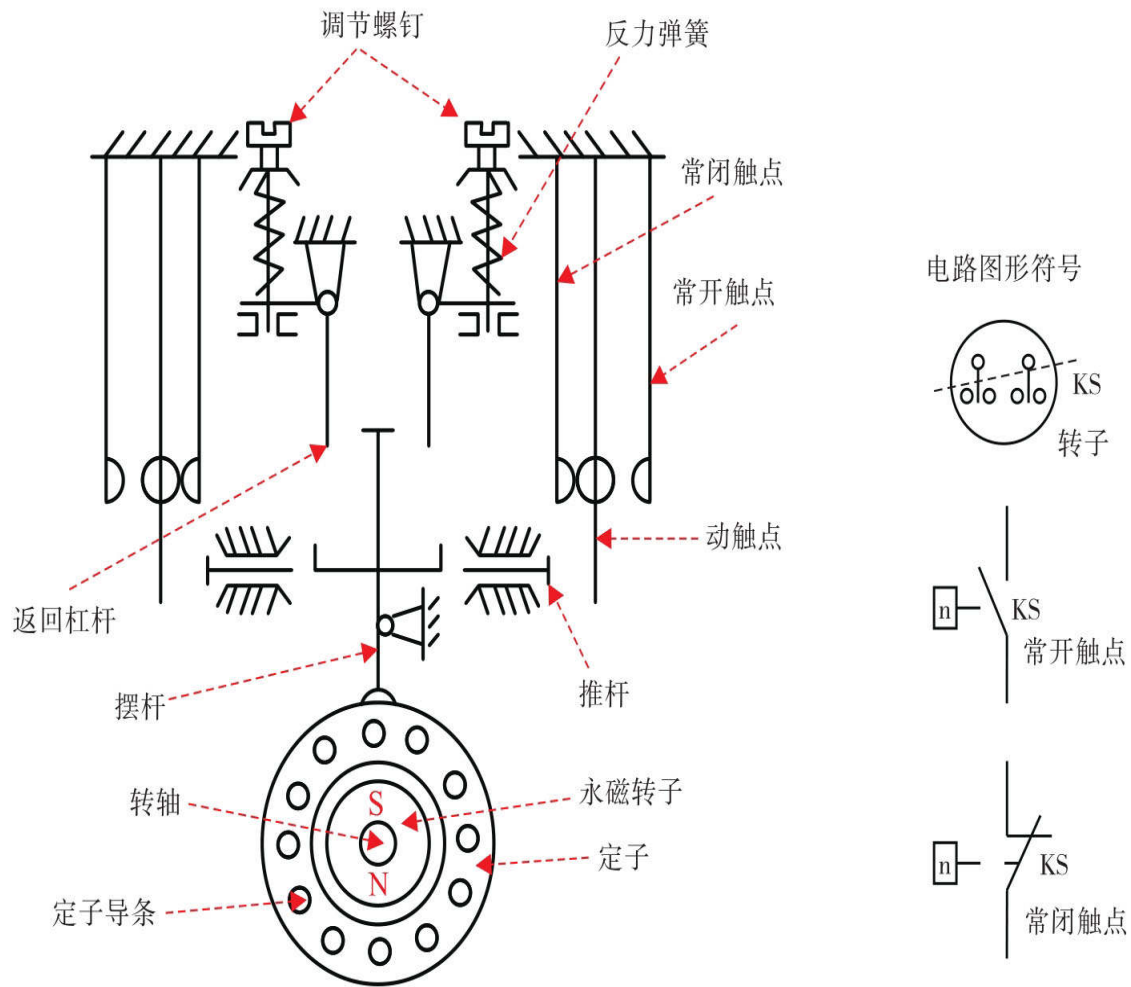 调节螺钉
反力弹簧
常闭触点
常开触点
电路图形符号
KS
转子
动触点
返回杠杆
n
KS
常开触点
摆杆
推杆
转轴
S
永磁转子
定子
n
KS
N
定子导条
常闭触点